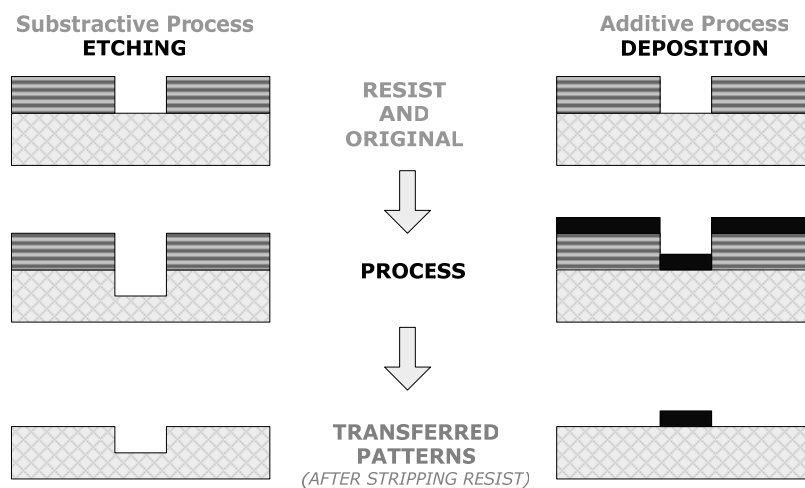 Substractive Process
ETCHING
Additive Process
DEPOSITION
RESIST
AND
ORIGINAL
PROCESS
TRANSFERRED
PATTERNS
(AFTER STRIPPING RESIST)